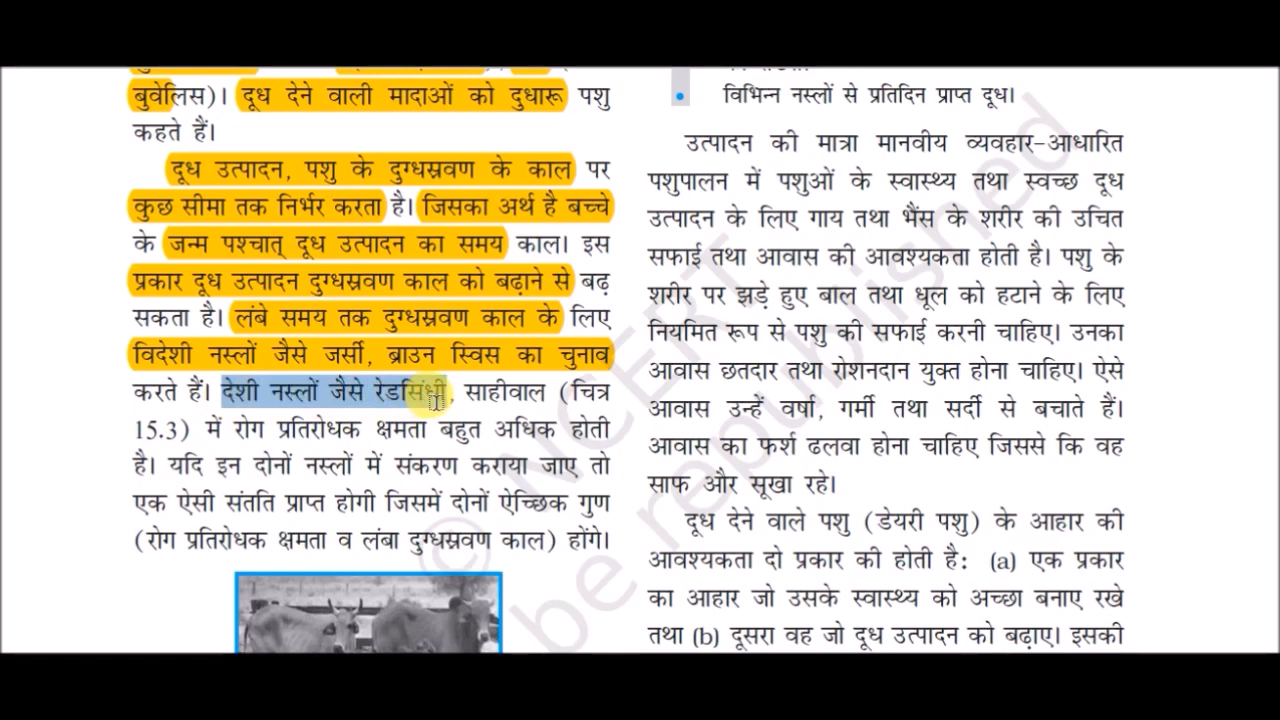 बुवेलिस)। दूध देने वाली मादाओं को दुधारू पशु
कहते हैं।
दूध उत्पादन, पशु के दुग्धस्रवण के काल पर
कुछ सीमा तक निर्भर करता है। जिसका अर्थ है बच्चे
के जन्म पश्चात् दूध उत्पादन का समय काल। इस
प्रकार दूध उत्पादन दुग्धस्रवण काल को बढ़ाने से बढ़
सकता है। लंबे समय तक दुग्धस्रवण काल के लिए
विदेशी नस्लों जैसे जर्सी, ब्राउन स्विस का चुनाव
करते हैं। देशी नस्लों जैसे रेडसिंधी, साहीवाल (चित्र
15.3) में रोग प्रतिरोधक क्षमता बहुत अधिक होती
है। यदि इन दोनों नस्लों में संकरण कराया जाए तो
एक ऐसी संतति प्राप्त होगी जिसमें दोनों ऐच्छिक गुण
(रोग प्रतिरोधक क्षमता व लंबा दुग्धस्रवण काल) होंगे।
• विभिन्न नस्लों से प्रतिदिन प्राप्त दूध।
उत्पादन की मात्रा मानवीय व्यवहार-आधारित
पशुपालन में पशुओं के स्वास्थ्य तथा स्वच्छ दूध
उत्पादन के लिए गाय तथा भैंस के शरीर की उचित
सफाई तथा आवास की आवश्यकता होती है। पशु के
शरीर पर झड़े हुए बाल तथा धूल को हटाने के लिए
नियमित रूप से पशु की सफाई करनी चाहिए। उनका
आवास छतदार तथा रोशनदान युक्त होना चाहिए। ऐसे
आवास उन्हें वर्षा, गर्मी तथा सर्दी से बचाते हैं।
आवास का फर्श ढलवा होना चाहिए जिससे कि वह
साफ और सूखा रहे।
दूध देने वाले पशु (डेयरी पशु) के आहार की
आवश्यकता दो प्रकार की होती है: (a) एक प्रकार
का आहार जो उसके स्वास्थ्य को अच्छा बनाए रखे
तथा (b) दूसरा वह जो दूध उत्पादन को बढ़ाए। इसकी
© NCERT
be republished